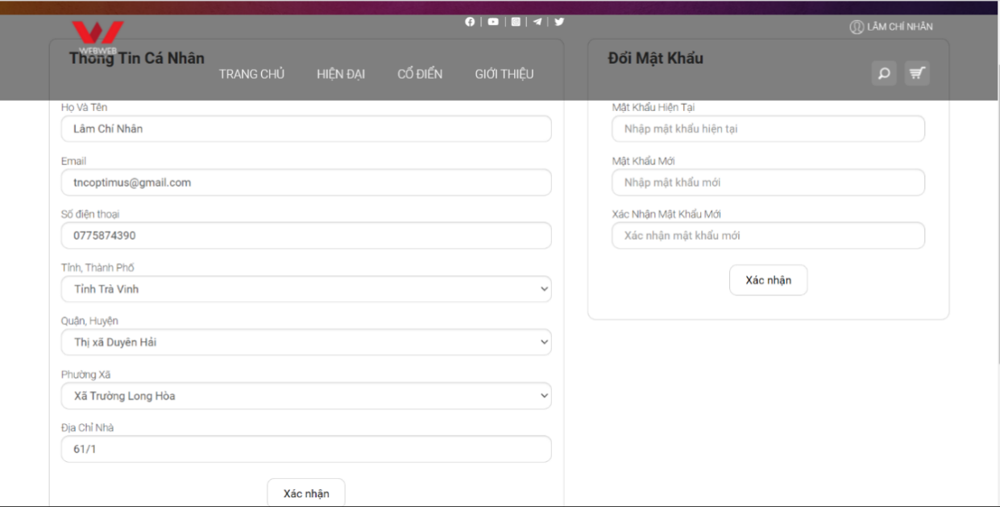 WEBWEB
LÂM CHÍ NHÂN
TRANG CHỦ
HIỆN ĐẠI
CỔ ĐIỂN
GIỚI THIỆU
Thông Tin Cá Nhân
Họ Và Tên
Lâm Chí Nhân
Email
tncoptimus@gmail.com
Số điện thoại
0775874390
Tỉnh, Thành Phố
Tỉnh Trà Vinh
Quận, Huyện
Thị xã Duyên Hải
Phường Xã
Xã Trường Long Hòa
Địa Chỉ Nhà
61/1
Xác nhận
Đổi Mật Khẩu
Mật Khẩu Hiện Tại
Nhập mật khẩu hiện tại
Mật Khẩu Mới
Nhập mật khẩu mới
Xác Nhận Mật Khẩu Mới
Xác nhận mật khẩu mới
Xác nhận